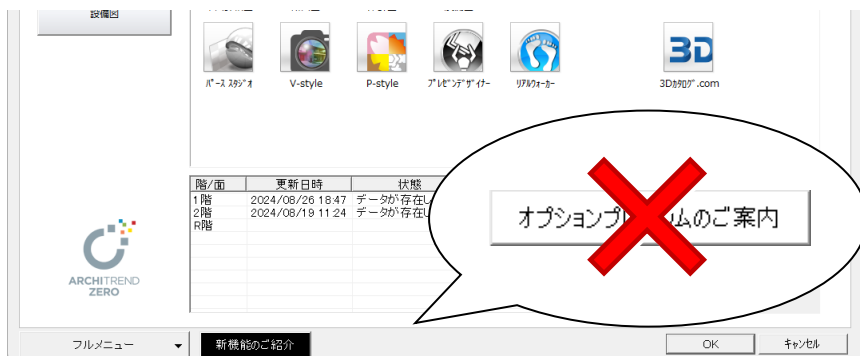 設備図
ﾊﾟｰｽ ｽﾀｼﾞｵ
V-style
P-style
ﾌﾟﾚｾﾞﾝﾃﾞｻﾞｲﾅｰ
ﾘｱﾙｳｫｰｶｰ
3D
3Dｶﾀﾛｸﾞ.com
階/面 更新日時 状態
1階 2024/08/26 18:47 データが存在し
2階 2024/08/19 11:24 データが存在し
R階
オプションプ ムのご案内
ARCHITREND
ZERO
フルメニュー
新機能のご紹介
OK
ｷｬﾝｾﾙ